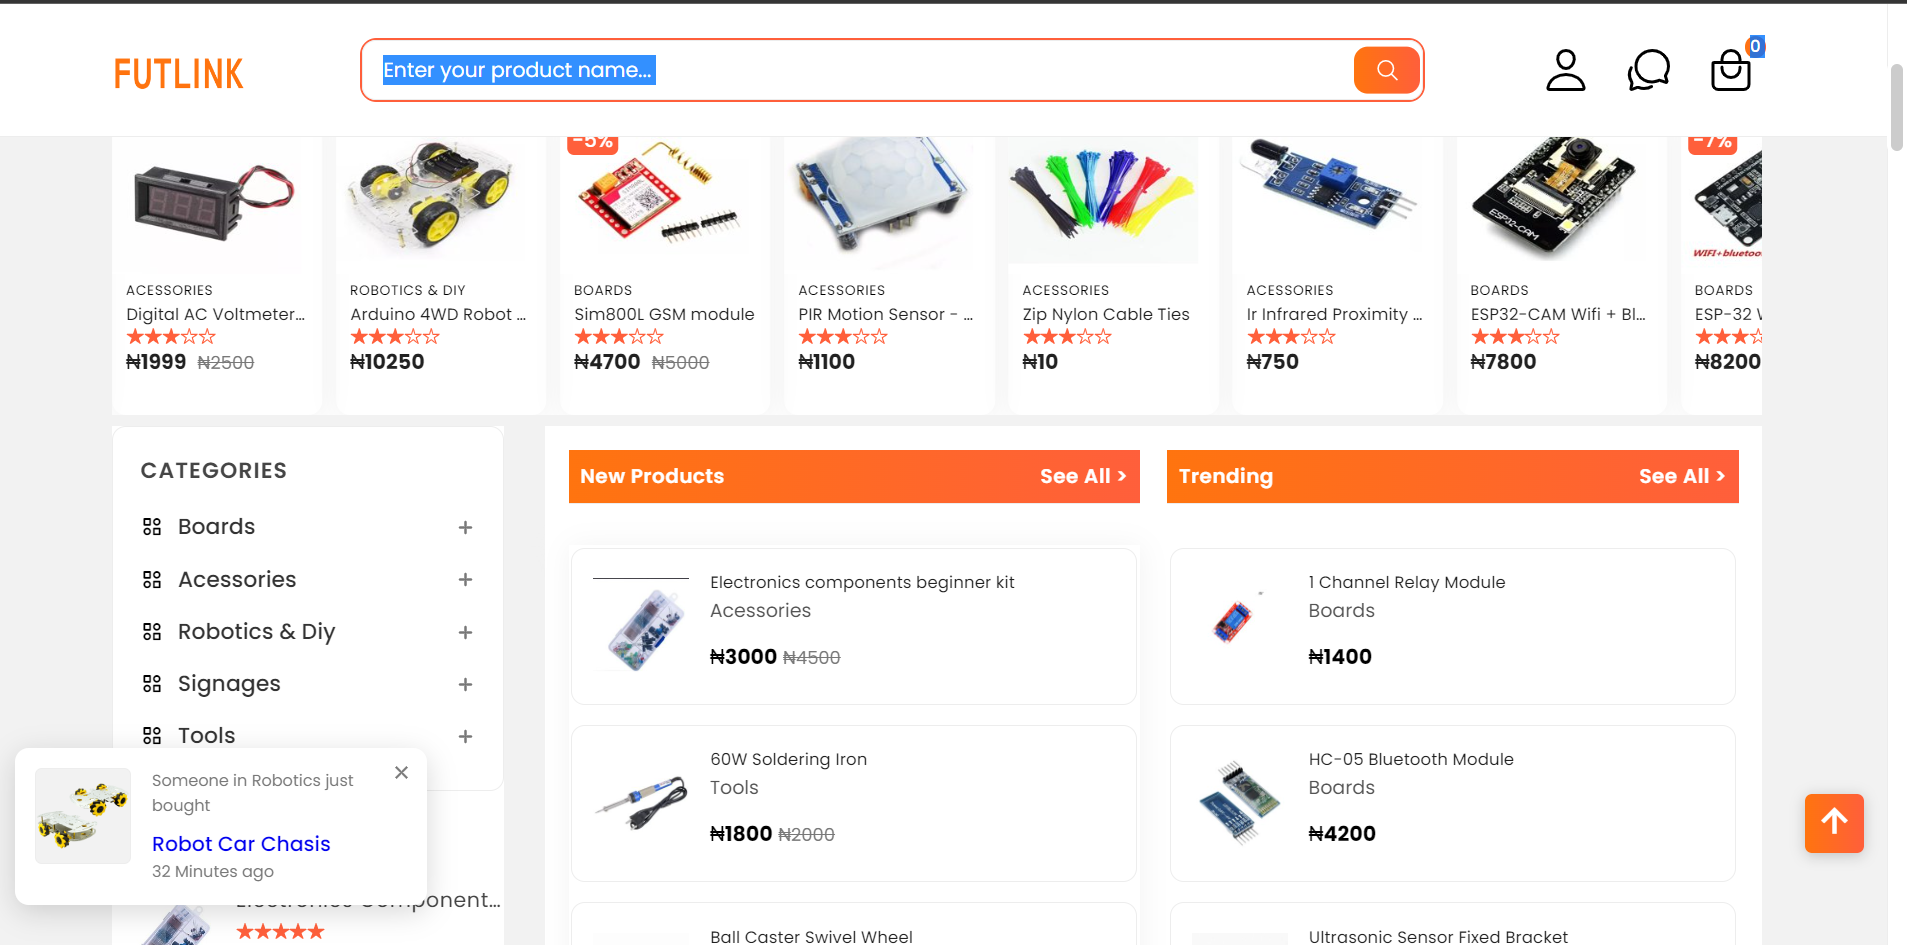 FUTLINK
Enter your product name...
0
-5%
-7%
ESP32-CAM
WIFI+bluetoo
ACESSORIES
Digital AC Voltmeter...
₦1999 ₦2500
ROBOTICS & DIY
Arduino 4WD Robot ...
₦10250
BOARDS
Sim800L GSM module
₦4700 ₦5000
ACESSORIES
PIR Motion Sensor - ...
₦1100
ACESSORIES
Zip Nylon Cable Ties
₦10
ACESSORIES
Ir Infrared Proximity ...
₦750
BOARDS
ESP32-CAM Wifi + Bl...
₦7800
BOARDS
ESP-32 W
₦8200
CATEGORIES
Boards +
Acessories +
Robotics & Diy +
Signages +
Tools +
Someone in Robotics just
bought
Robot Car Chasis
32 Minutes ago
Electronics Component...
New Products See All >
Electronics components beginner kit
Acessories
₦3000 ₦4500
60W Soldering Iron
Tools
₦1800 ₦2000
Ball Caster Swivel Wheel
Trending See All >
1 Channel Relay Module
Boards
₦1400
HC-05 Bluetooth Module
Boards
₦4200
Ultrasonic Sensor Fixed Bracket